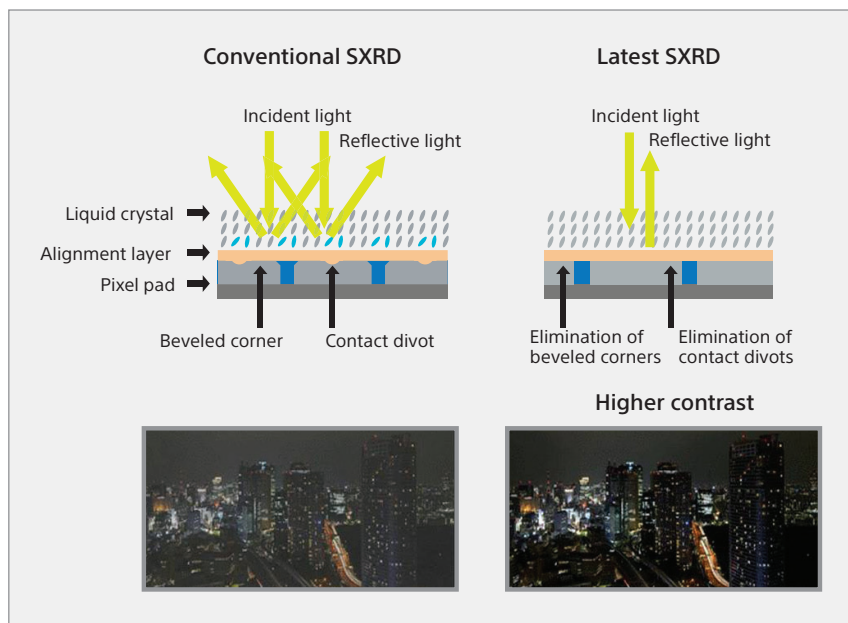 Conventional SXRD
Latest SXRD
Incident light
Reflective light
Incident light
Reflective light
Liquid crystal
Alignment layer
Pixel pad
Beveled corner
Contact divot
Elimination of
beveled corners
Elimination of
contact divots
Higher contrast